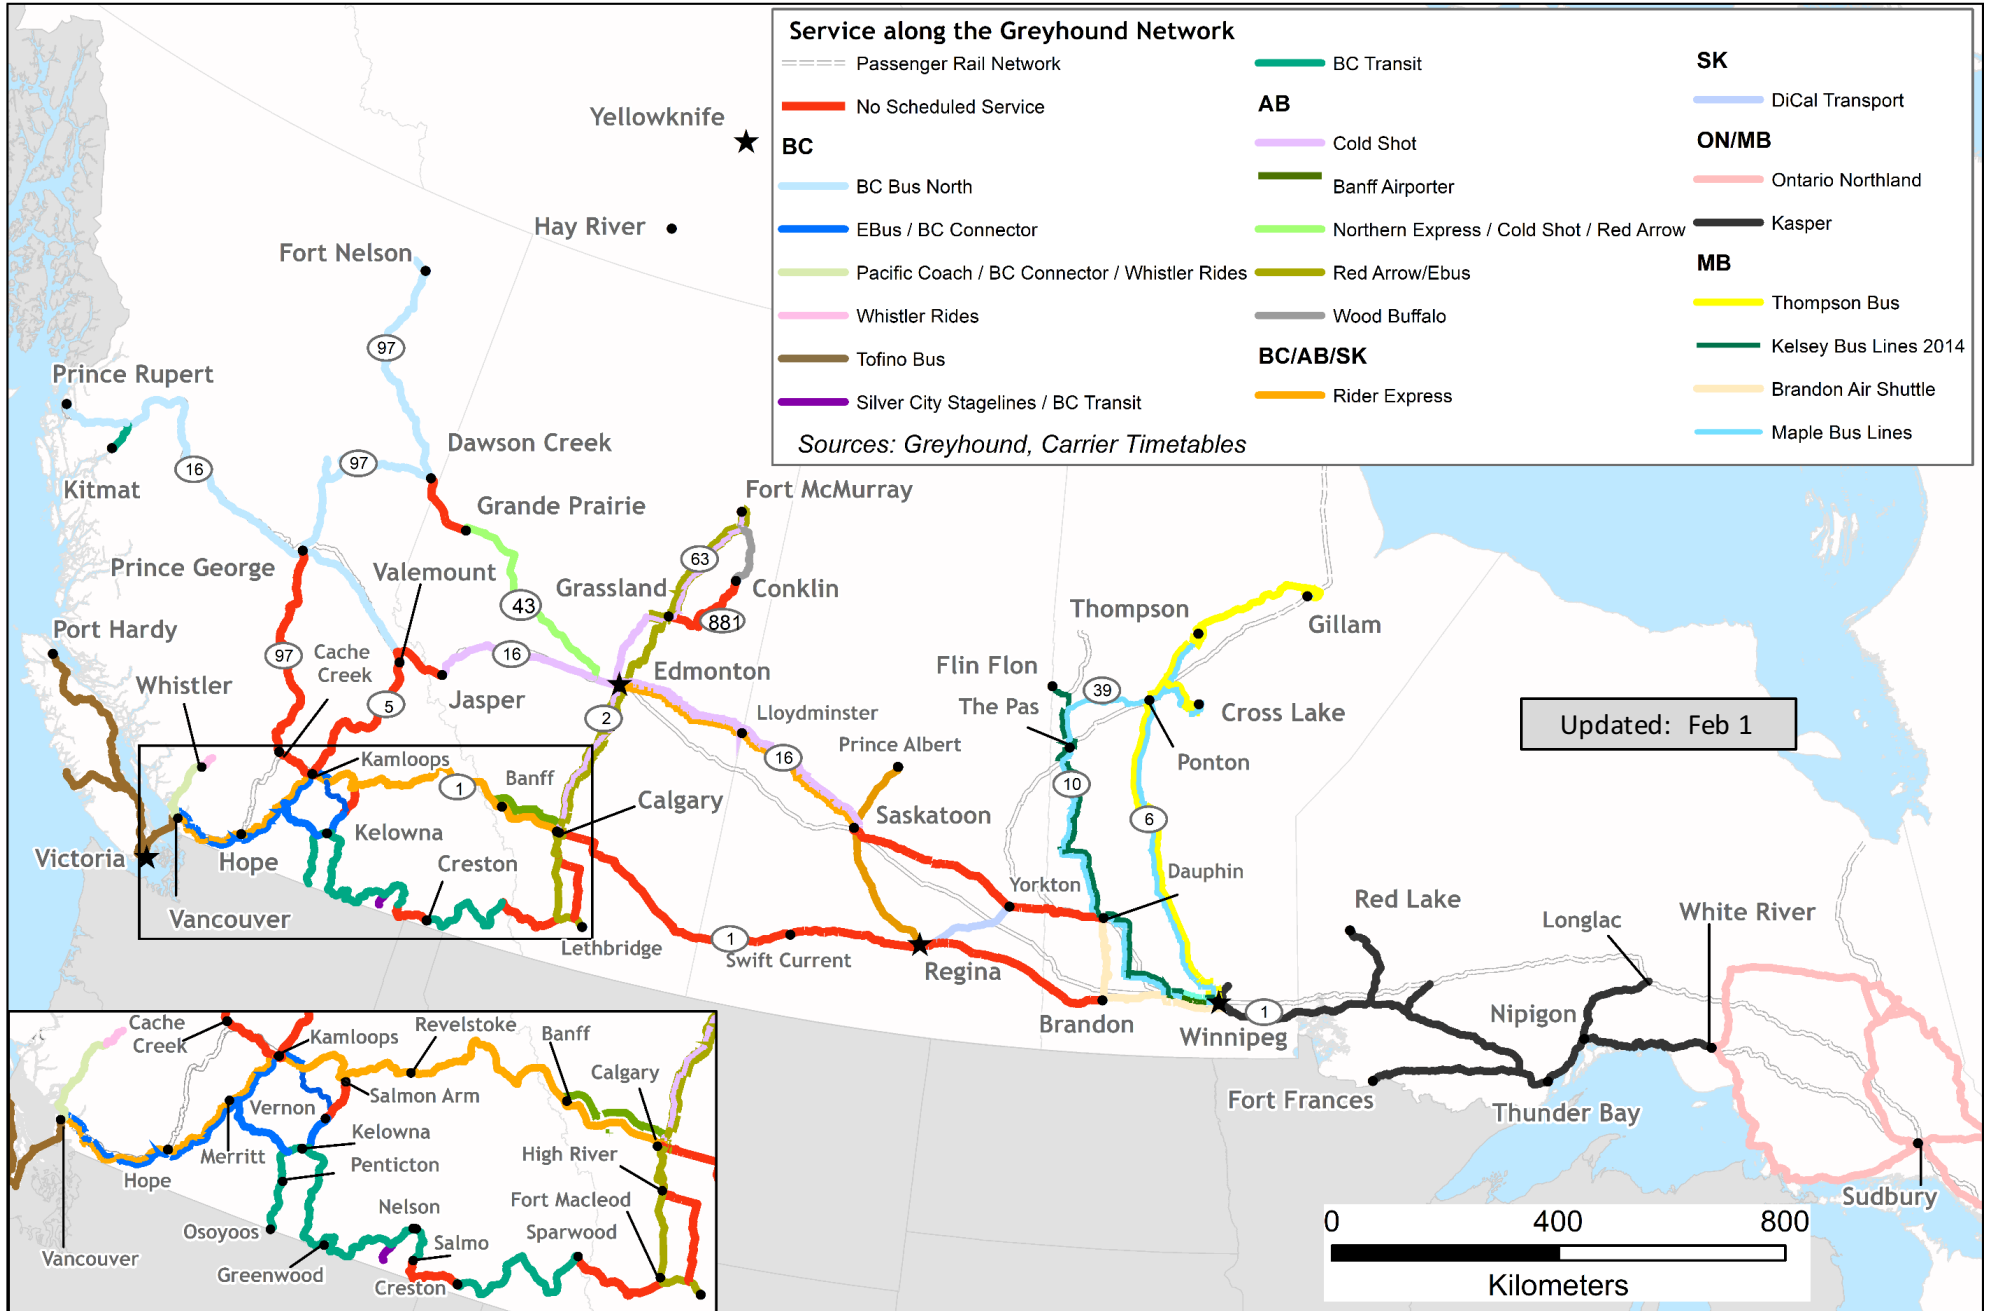 Service along the Greyhound Network
Passenger Rail Network
No Scheduled Service
BC
BC Bus North
EBus / BC Connector
Pacific Coach / BC Connector / Whistler Rides
Whistler Rides
Tofino Bus
Silver City Stagelines / BC Transit
BC Transit
AB
Cold Shot
Banff Airporter
Northern Express / Cold Shot / Red Arrow
Red Arrow/Ebus
Wood Buffalo
BC/AB/SK
Rider Express
SK
DiCal Transport
ON/MB
Ontario Northland
Kasper
MB
Thompson Bus
Kelsey Bus Lines 2014
Brandon Air Shuttle
Maple Bus Lines
Sources: Greyhound, Carrier Timetables
Yellowknife
Hay River
Fort Nelson
97
Prince Rupert
Kitmat
16
97
Dawson Creek
Grande Prairie
Fort McMurray
Prince George
Valemount
43
Grassland
63
Conklin
881
Port Hardy
97
Cache
Creek
16
Edmonton
Whistler
5
Jasper
2
Lloydminster
Prince Albert
16
Kamloops
1
Banff
Calgary
Saskatoon
Kelowna
Victoria
Hope
Creston
Vancouver
Lethbridge
1
Swift Current
Regina
Yorkton
Thompson
Gillam
Flin Flon
The Pas
39
Cross Lake
Ponton
10
6
Dauphin
Brandon
Winnipeg
1
Updated: Feb 1
Red Lake
Longlac
White River
Nipigon
Fort Frances
Thunder Bay
Sudbury
0
400
800
Kilometers
Cache
Creek
Kamloops
Revelstoke
Banff
Calgary
Salmon Arm
Vernon
Kelowna
Merritt
Hope
Penticton
High River
Fort Macleod
Sparwood
Nelson
Osoyoos
Salmo
Vancouver
Greenwood
Creston